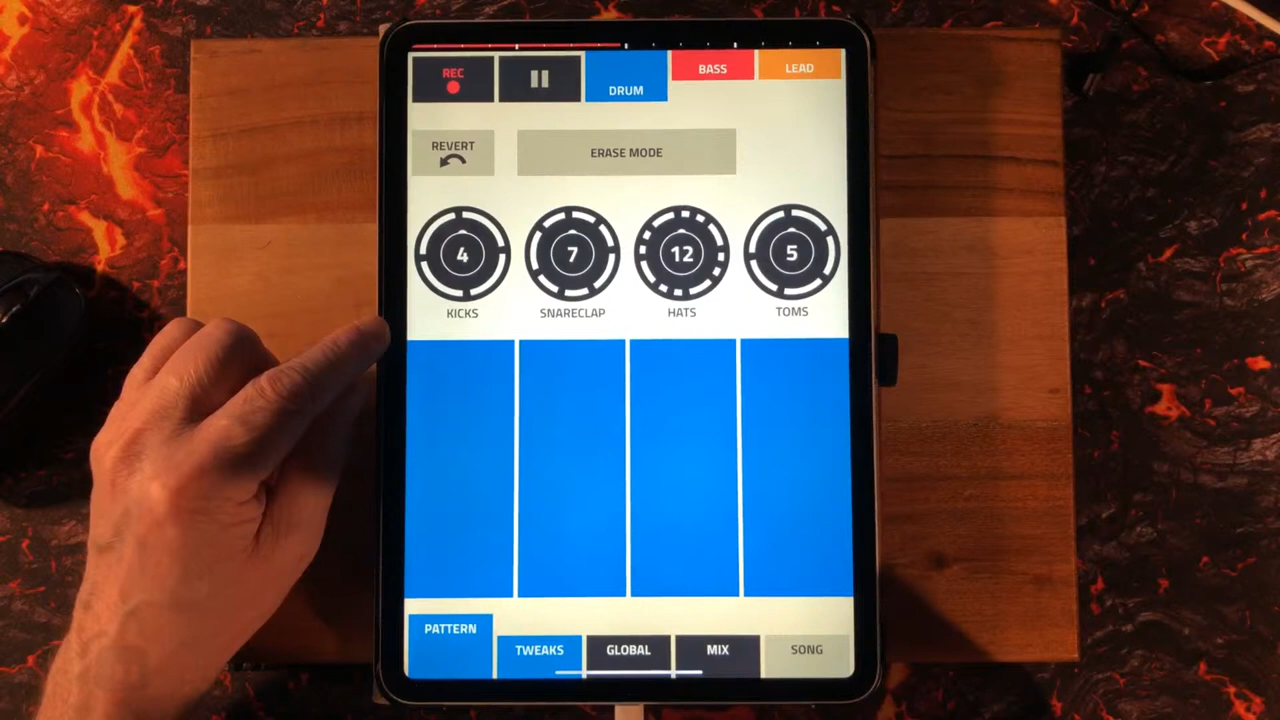 REC
DRUM
BASS
LEAD
REVERT
ERASE MODE
4
7
12
5
KICKS
SNARECLAP
HATS
TOMS
PATTERN
TWEAKS
GLOBAL
MIX
SONG